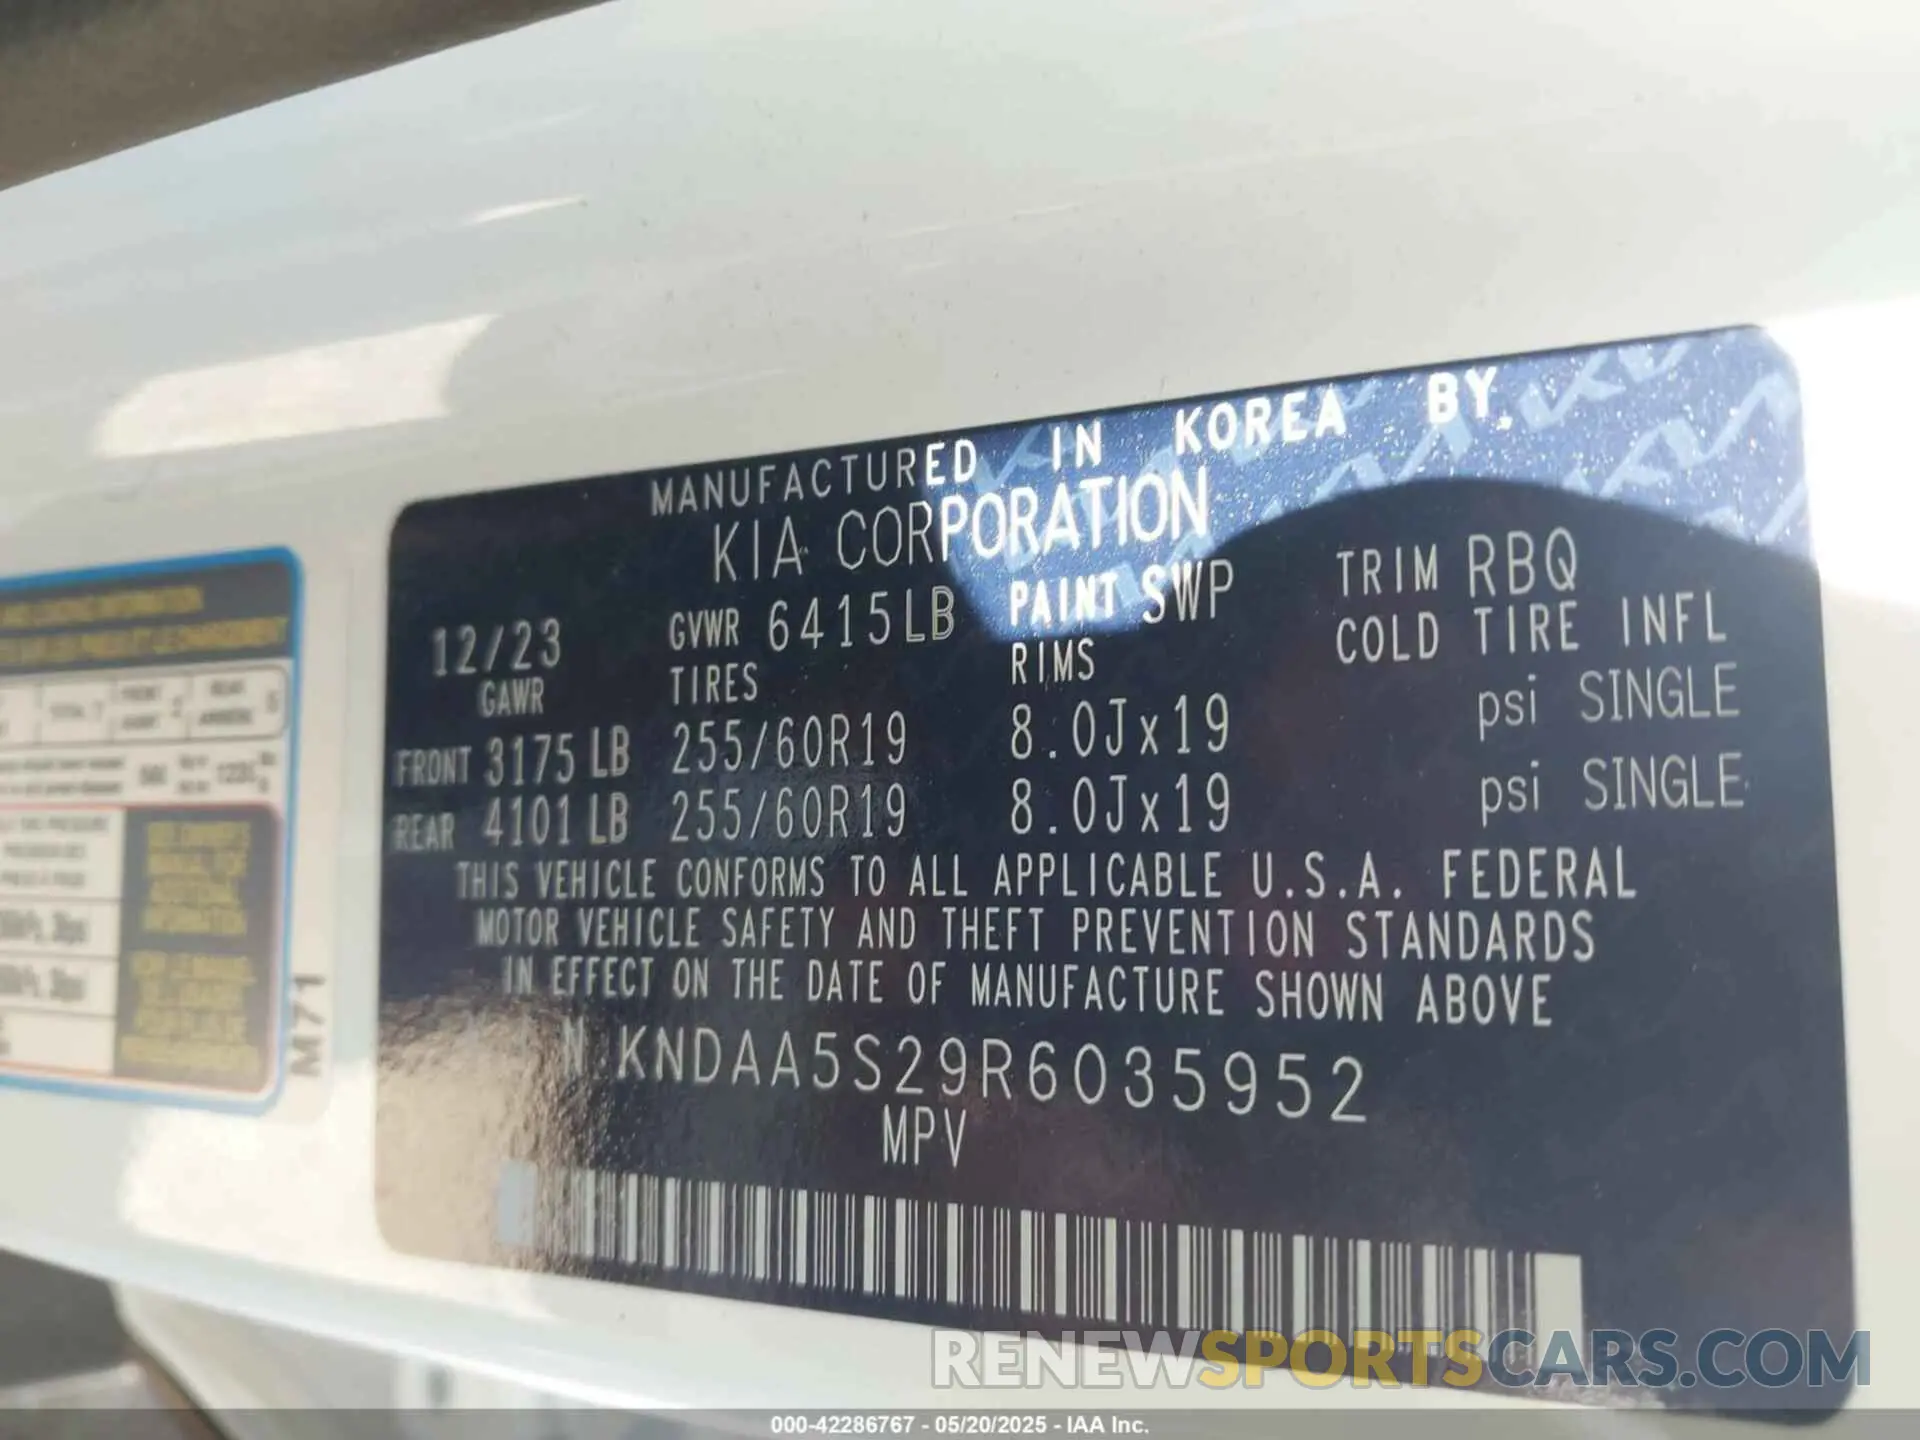 MANUFACTURED IN KOREA BY
KIA CORPORATION
12/23 GVWR 6415LB PAINT SWP TRIM RBQ
GAWR TIRES RIMS COLD TIRE INFL
FRONT 3175 LB 255/60R19 8.0Jx19 psi SINGLE
REAR 4101 LB 255/60R19 8.0Jx19 psi SINGLE
THIS VEHICLE CONFORMS TO ALL APPLICABLE U.S.A. FEDERAL
MOTOR VEHICLE SAFETY AND THEFT PREVENTION STANDARDS
IN EFFECT ON THE DATE OF MANUFACTURE SHOWN ABOVE
N KNDAA5S29R6035952
MPV
M71
RENEWSPORTSCARS.COM
000-42286767 - 05/20/2025 - IAA Inc.